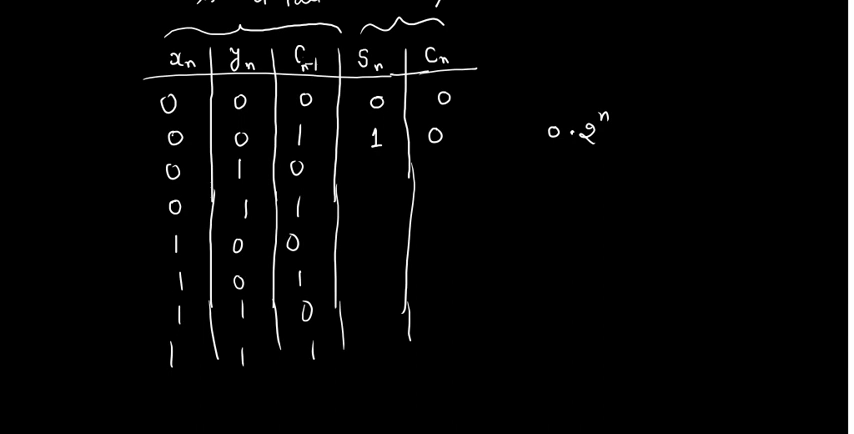 xₙ yₙ Cₙ₋₁ Sₙ Cₙ
0 0 0 0 0
0 0 1 1 0 0·2ⁿ
0 1 0
0 1 1
1 0 0
1 0 1
1 1 0
1 1 1